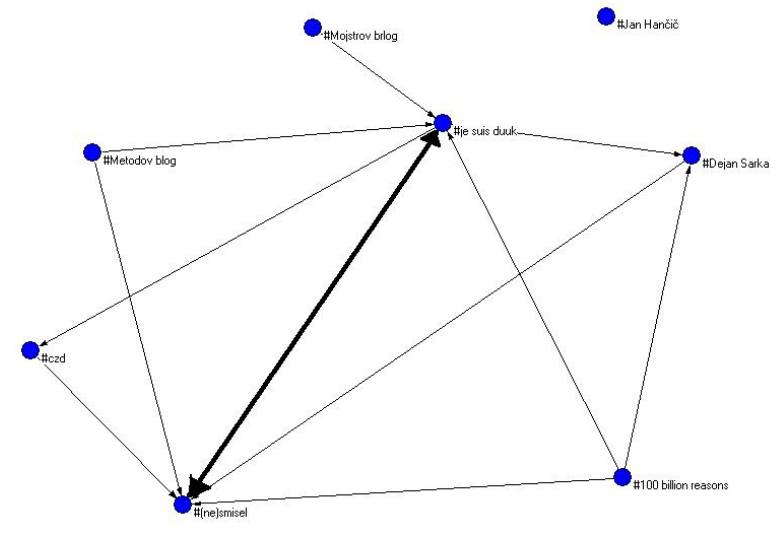 #Jan Hančič
#Mojstrov brlog
#je suis duuk
#Metodov blog
#Dejan Sarka
#czd
#100 billion reasons
#(ne)smisel